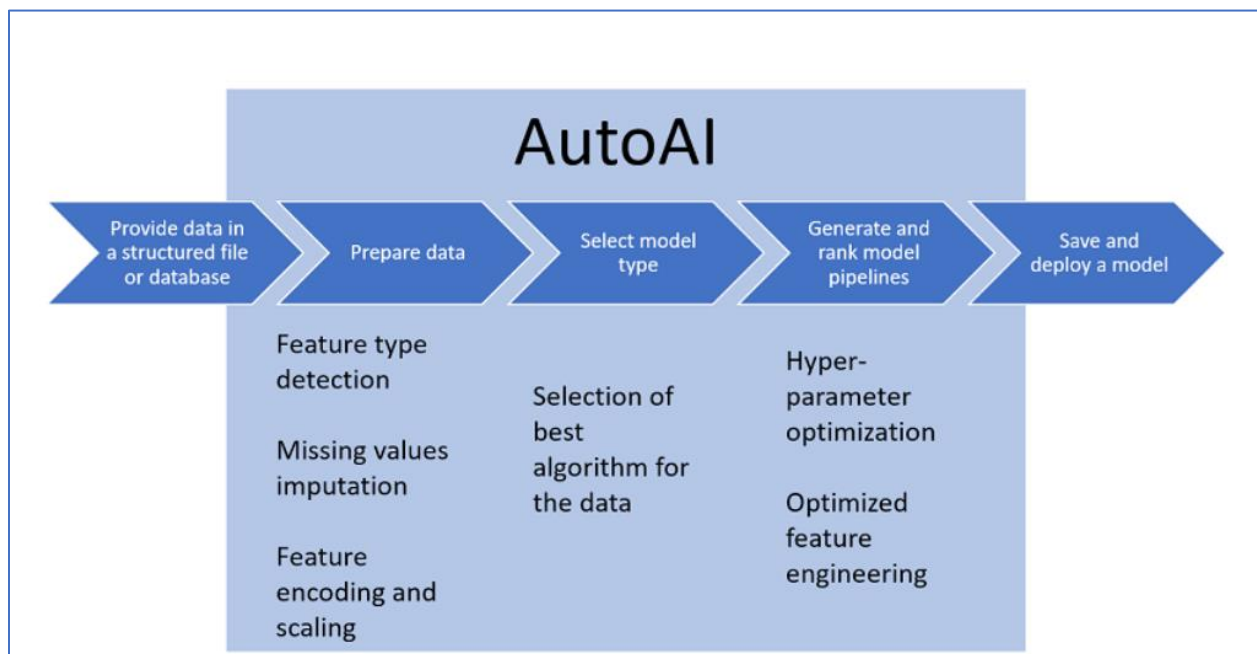 AutoAI
Provide data in
a structured file
or database
Prepare data
Select model
type
Generate and
rank model
pipelines
Save and
deploy a model
Feature type
detection
Missing values
imputation
Feature
encoding and
scaling
Selection of
best
algorithm for
the data
Hyper-
parameter
optimization
Optimized
feature
engineering